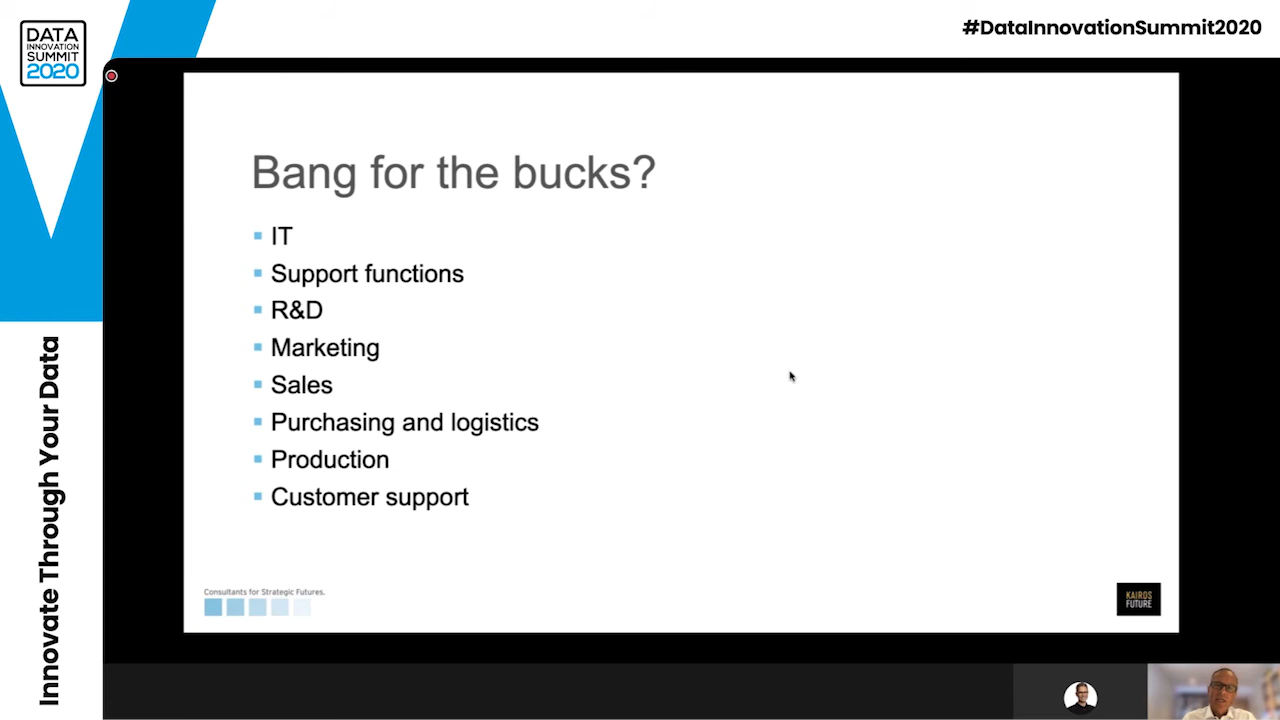 DATA
INNOVATION
SUMMIT
2020
#DataInnovationSummit2020
Innovate Through Your Data
Bang for the bucks?
IT
Support functions
R&D
Marketing
Sales
Purchasing and logistics
Production
Customer support
Consultants for Strategic Futures.
KAIROS
FUTURE